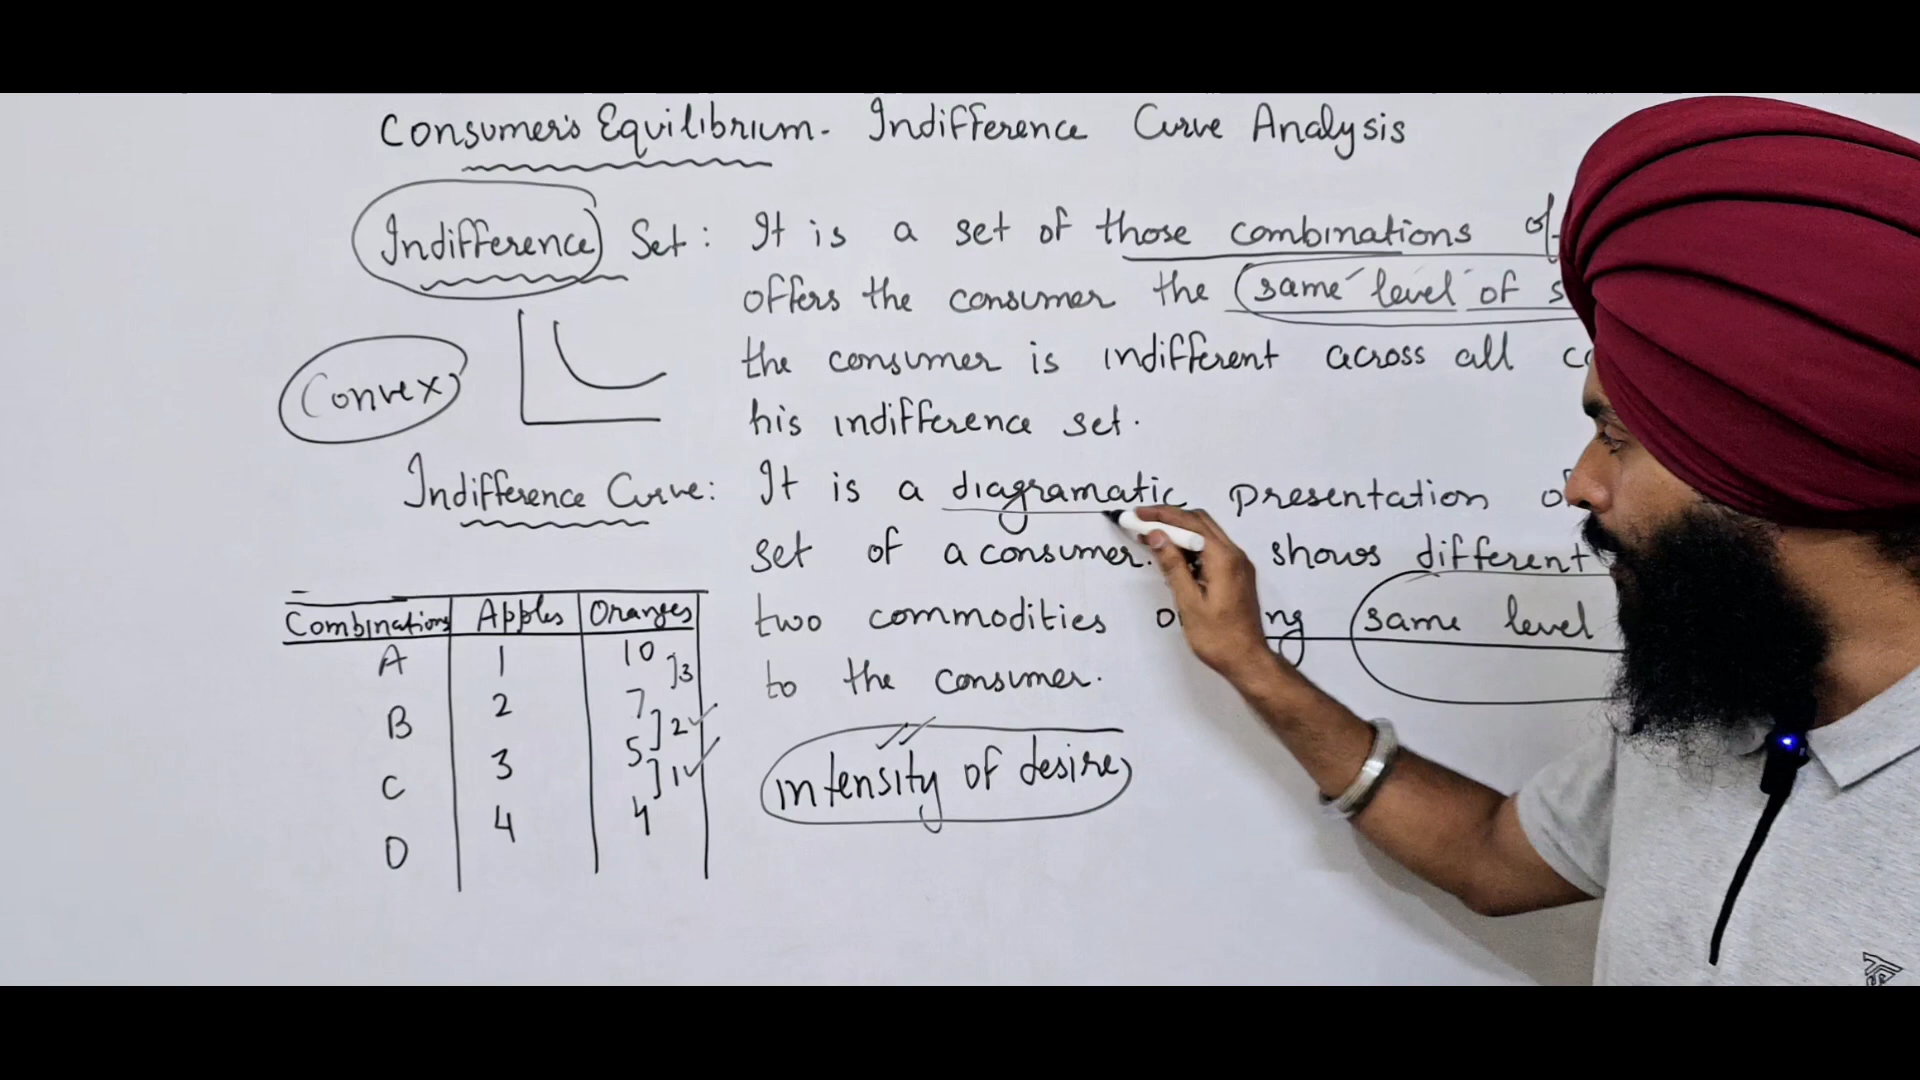 Consumer's Equilibrium - Indifference Curve Analysis
Indifference Set : It is a set of those combinations of
offers the consumer the same level of s
the consumer is indifferent across all co
his indifference set.
Convex
Indifference Curve: It is a diagramatic presentation of
set of a consumer. shows different
two commodities ng same level
to the consumer.
Combinations Apples Oranges
A 1 10
]3
B 2 7
]2✓
C 3 5
]1✓
D 4 4
intensity of desire